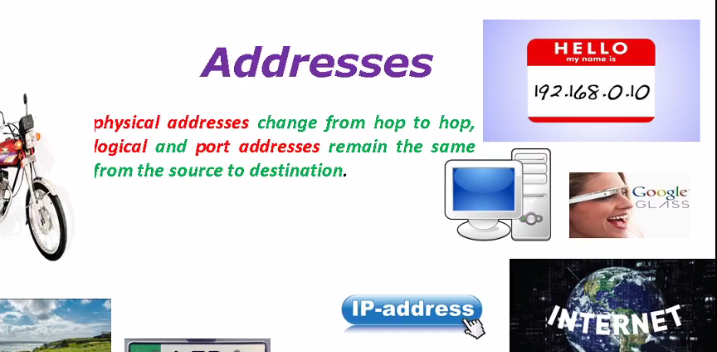 Addresses
HELLO
my name is
192.168.0.10
physical addresses change from hop to hop,
logical and port addresses remain the same
from the source to destination.
Google
GLASS
IP-address
INTERNET